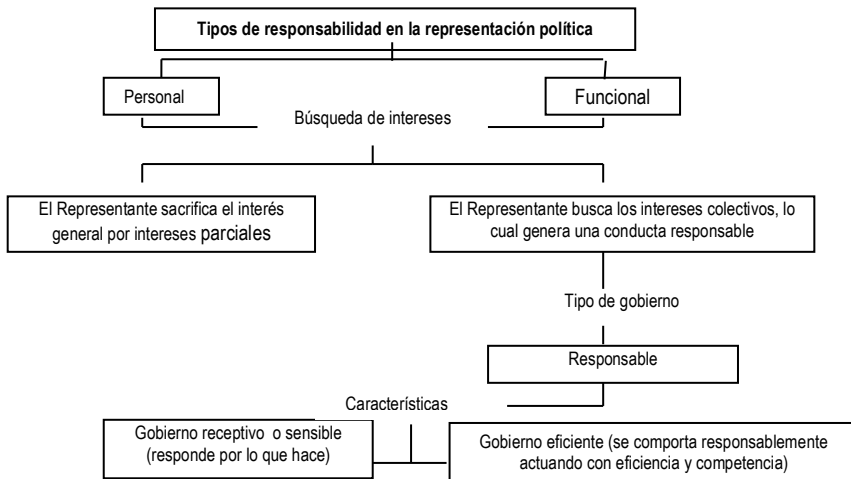 Tipos de responsabilidad en la representación política
Personal
Funcional
Búsqueda de intereses
El Representante sacrifica el interés
general por intereses parciales
El Representante busca los intereses colectivos, lo
cual genera una conducta responsable
Tipo de gobierno
Responsable
Características
Gobierno receptivo o sensible
(responde por lo que hace)
Gobierno eficiente (se comporta responsablemente
actuando con eficiencia y competencia)